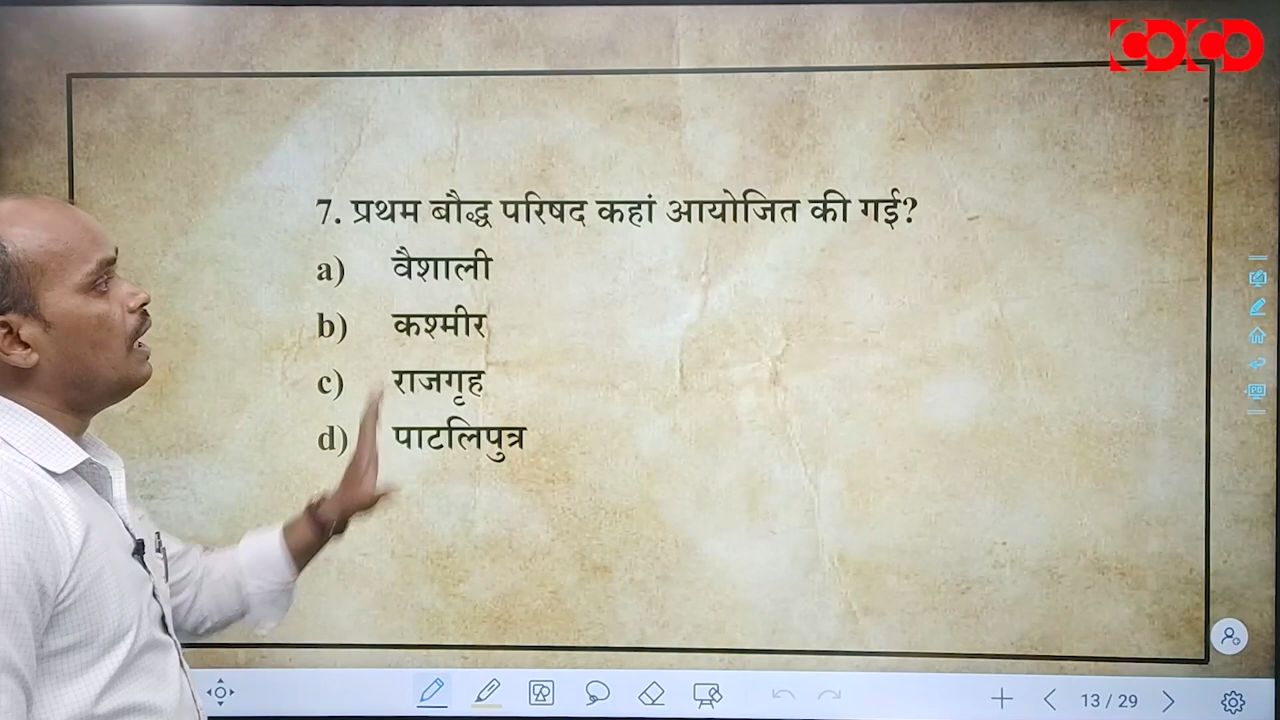 7. प्रथम बौद्ध परिषद कहां आयोजित की गई?
a) वैशाली
b) कश्मीर
c) राजगृह
d) पाटलिपुत्र
13 / 29